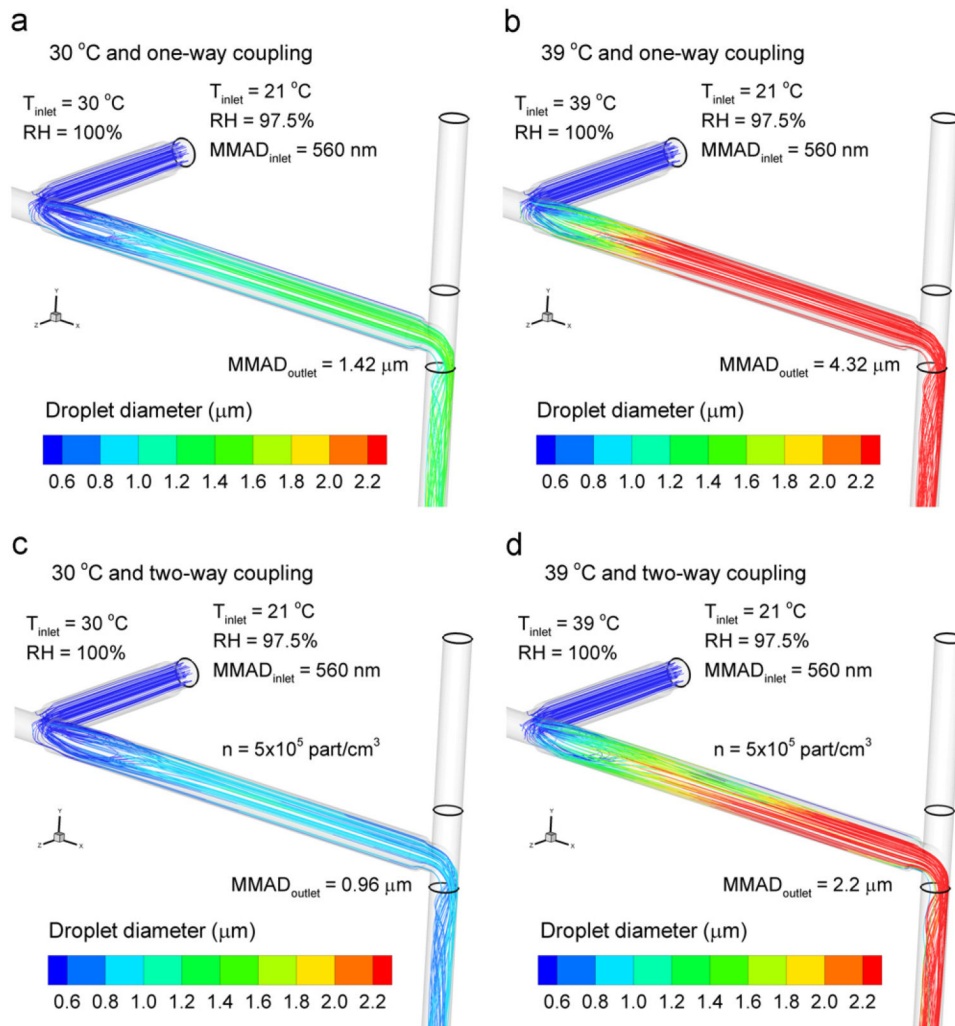 a
30 °C and one-way coupling
T_inlet = 30 °C
RH = 100%
T_inlet = 21 °C
RH = 97.5%
MMAD_inlet = 560 nm
Y
Z
X
MMAD_outlet = 1.42 μm
Droplet diameter (μm)
0.6 0.8 1.0 1.2 1.4 1.6 1.8 2.0 2.2
b
39 °C and one-way coupling
T_inlet = 39 °C
RH = 100%
T_inlet = 21 °C
RH = 97.5%
MMAD_inlet = 560 nm
Y
Z
X
MMAD_outlet = 4.32 μm
Droplet diameter (μm)
0.6 0.8 1.0 1.2 1.4 1.6 1.8 2.0 2.2
c
30 °C and two-way coupling
T_inlet = 30 °C
RH = 100%
T_inlet = 21 °C
RH = 97.5%
MMAD_inlet = 560 nm
n = 5x10⁵ part/cm³
Y
Z
X
MMAD_outlet = 0.96 μm
Droplet diameter (μm)
0.6 0.8 1.0 1.2 1.4 1.6 1.8 2.0 2.2
d
39 °C and two-way coupling
T_inlet = 39 °C
RH = 100%
T_inlet = 21 °C
RH = 97.5%
MMAD_inlet = 560 nm
n = 5x10⁵ part/cm³
Y
Z
X
MMAD_outlet = 2.2 μm
Droplet diameter (μm)
0.6 0.8 1.0 1.2 1.4 1.6 1.8 2.0 2.2